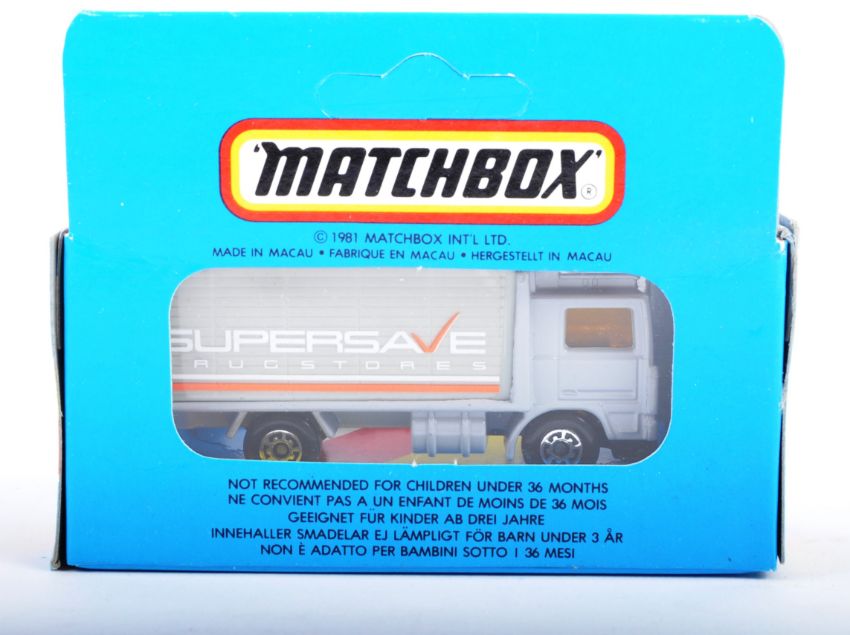 'MATCHBOX'®
© 1981 MATCHBOX INT'L LTD.
MADE IN MACAU • FABRIQUE EN MACAU • HERGESTELLT IN MACAU
SUPERSAVE
RUGSTORES
NOT RECOMMENDED FOR CHILDREN UNDER 36 MONTHS
NE CONVIENT PAS A UN ENFANT DE MOINS DE 36 MOIS
GEEIGNET FÜR KINDER AB DREI JAHRE
INNEHALLER SMADELAR EJ LÄMPLIGT FÖR BARN UNDER 3 ÅR
NON È ADATTO PER BAMBINI SOTTO I 36 MESI